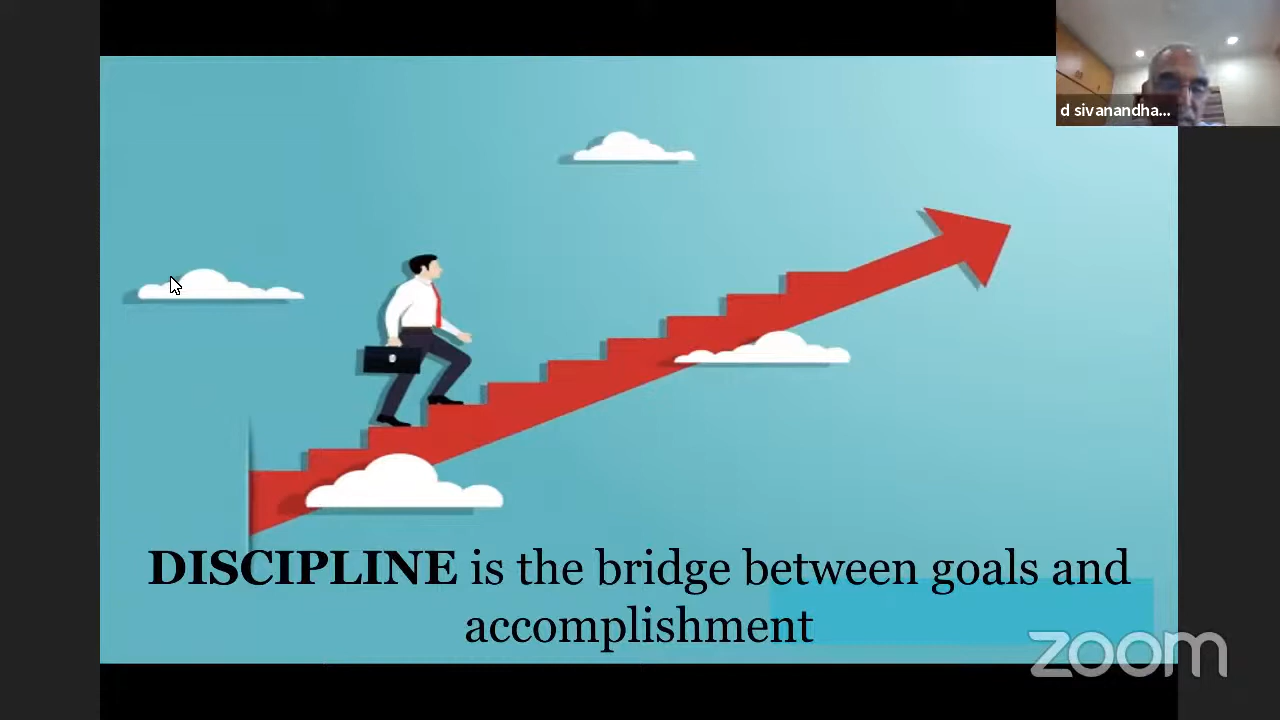 d sivanandha...
DISCIPLINE is the bridge between goals and
accomplishment
zoom